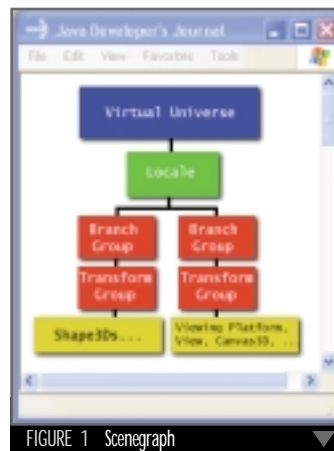 Java Developer's Journal
File Edit View Favorites Tools
Virtual Universe
Locale
Branch Group
Branch Group
Transform Group
Transform Group
Shape3Ds...
Viewing Platform,
View, Canvas3D, ...
FIGURE 1 Scenegraph